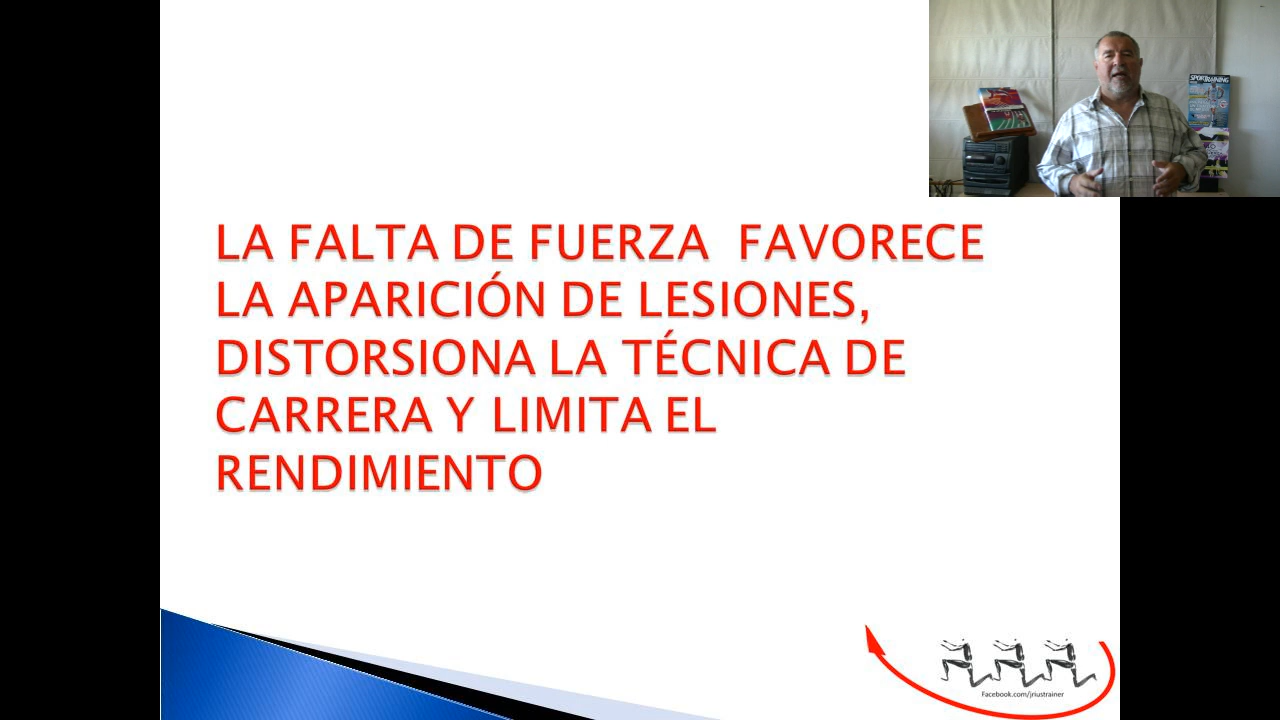 SPORTRAINING
LA FALTA DE FUERZA FAVORECE
LA APARICIÓN DE LESIONES,
DISTORSIONA LA TÉCNICA DE
CARRERA Y LIMITA EL
RENDIMIENTO
Facebook.com/jriustrainer